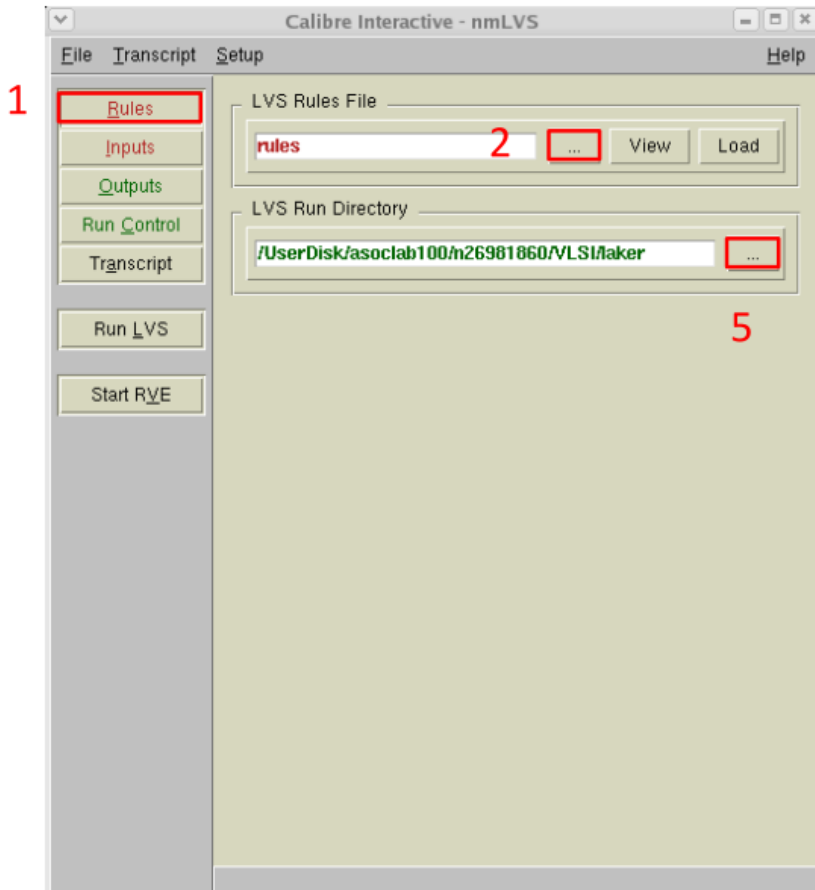 Calibre Interactive - nmLVS
File Transcript Setup Help
1
Rules
Inputs
Outputs
Run Control
Transcript
Run LVS
Start RVE
LVS Rules File
rules 2 ... View Load
LVS Run Directory
/UserDisk/asoclab100/n26981860/VLSI/laker ...
5